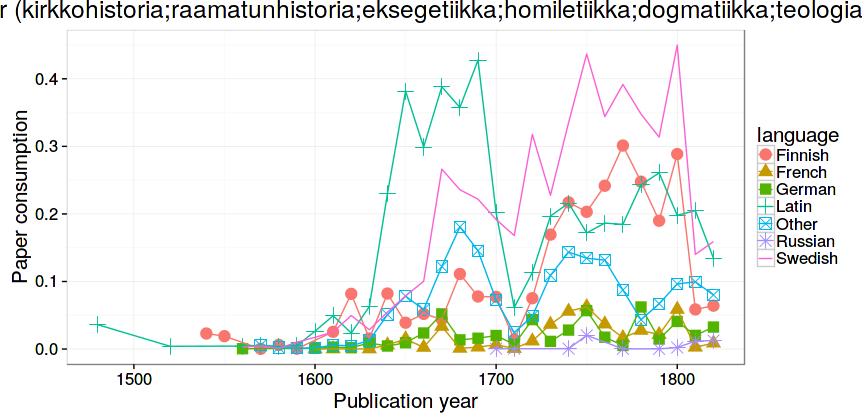 r (kirkkohistoria;raamatunhistoria;eksegetiikka;homiletiikka;dogmatiikka;teologia
Paper consumption
0.4
0.3
0.2
0.1
0.0
1500 1600 1700 1800
Publication year
language
Finnish
French
German
Latin
Other
Russian
Swedish